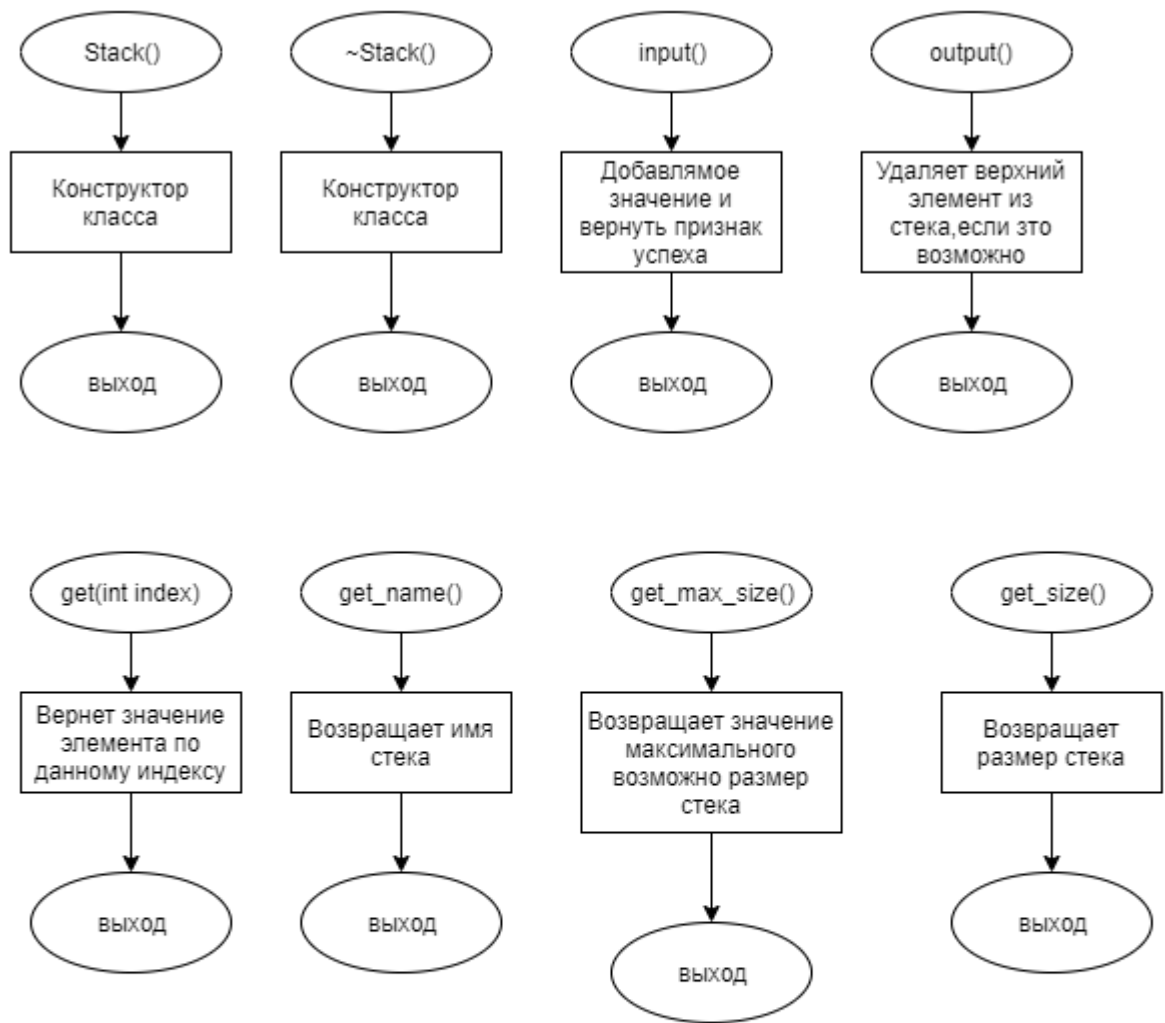 Stack()
Конструктор
класса
выход
~Stack()
Конструктор
класса
выход
input()
Добавлямое
значение и
вернуть признак
успеха
выход
output()
Удаляет верхний
элемент из
стека,если зто
возможно
выход
get(int index)
Вернет значение
элемента по
данному индексу
выход
get_name()
Возвращает имя
стека
выход
get_max_size()
Возвращает значение
максимального
возможно размер
стека
выход
get_size()
Возвращает
размер стека
выход